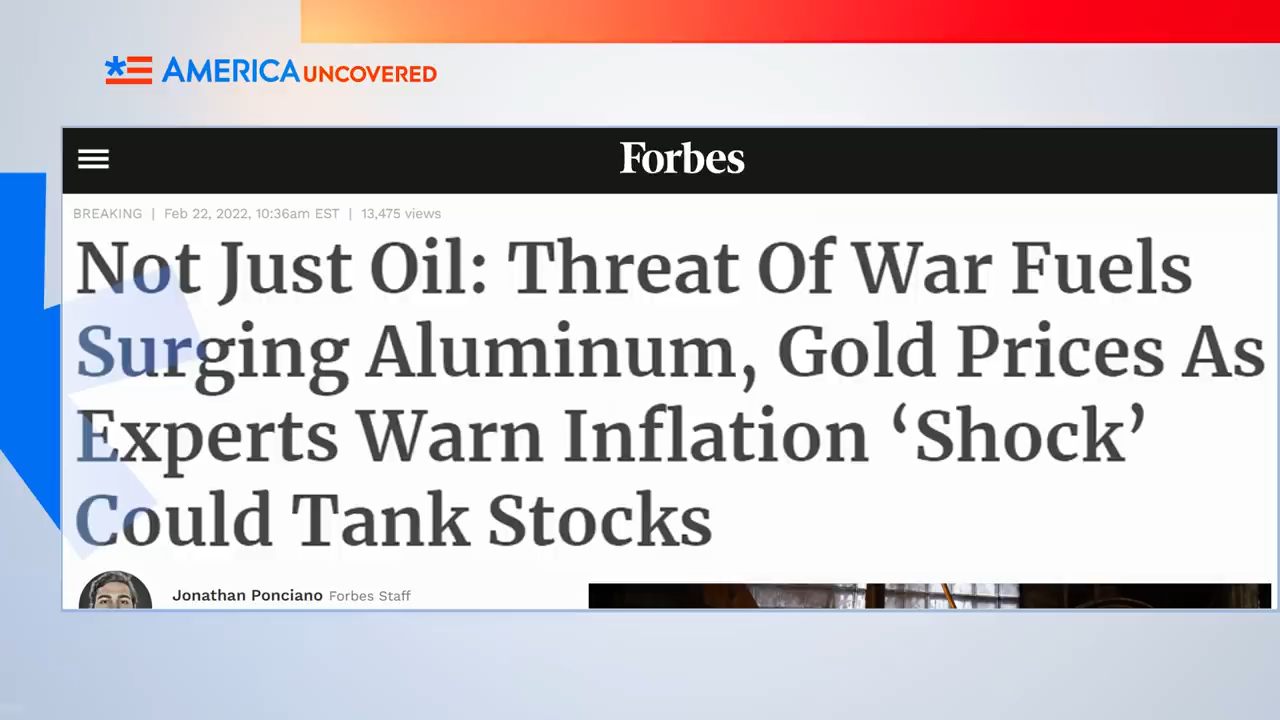 AMERICA UNCOVERED
Forbes
BREAKING | Feb 22, 2022, 10:36am EST | 13,475 views
Not Just Oil: Threat Of War Fuels
Surging Aluminum, Gold Prices As
Experts Warn Inflation ‘Shock’
Could Tank Stocks
Jonathan Ponciano Forbes Staff